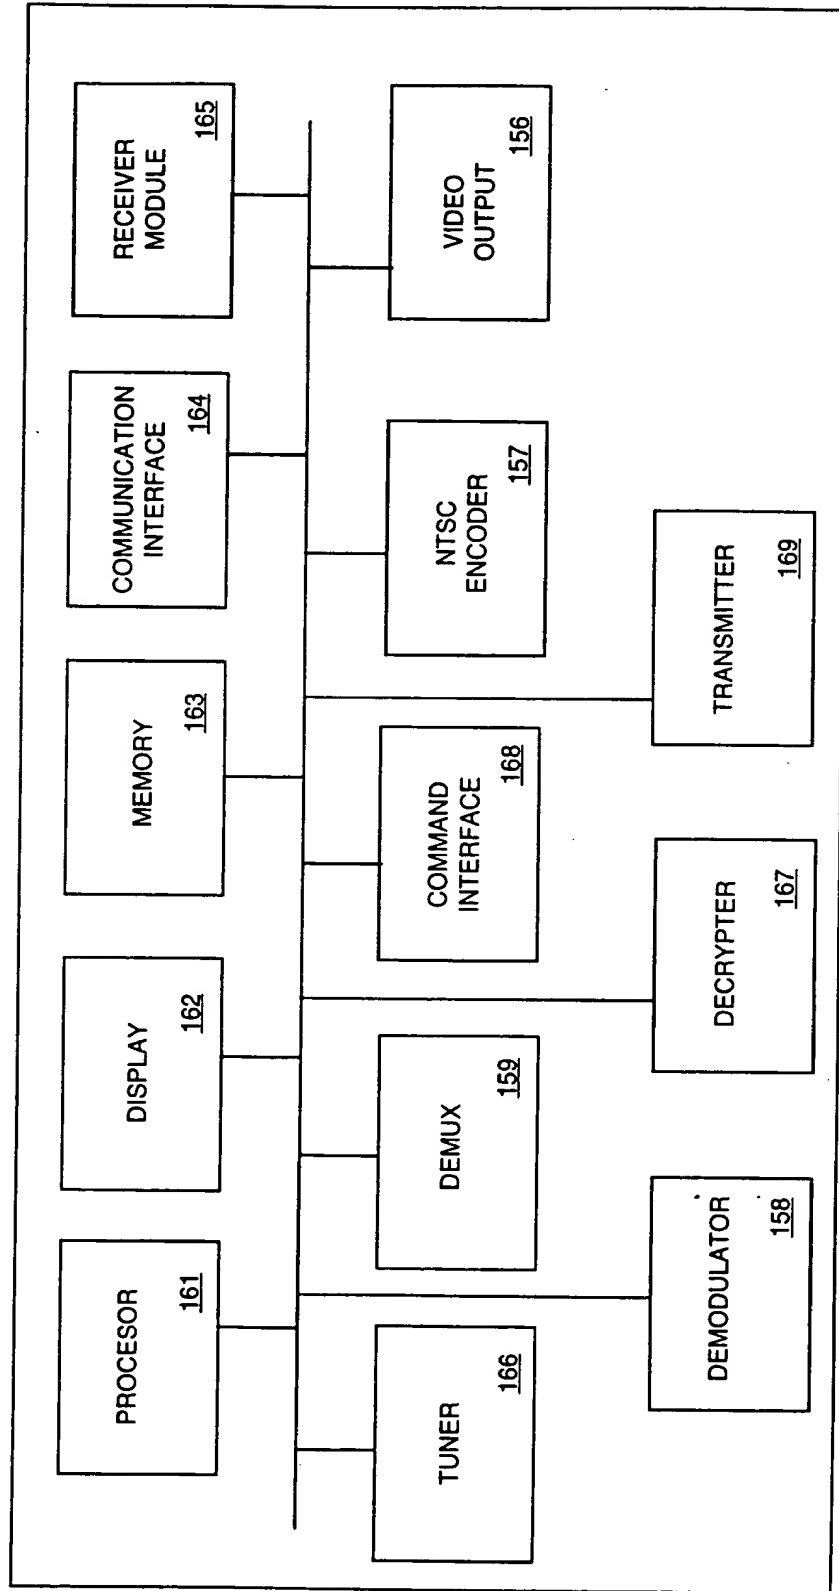 PROCESOR
161
DISPLAY
162
MEMORY
163
COMMUNICATION
INTERFACE
164
RECEIVER
MODULE
165
TUNER
166
DEMUX
159
COMMAND
INTERFACE
168
NTSC
ENCODER
157
VIDEO
OUTPUT
156
DEMODULATOR
158
DECRYPTER
167
TRANSMITTER
169